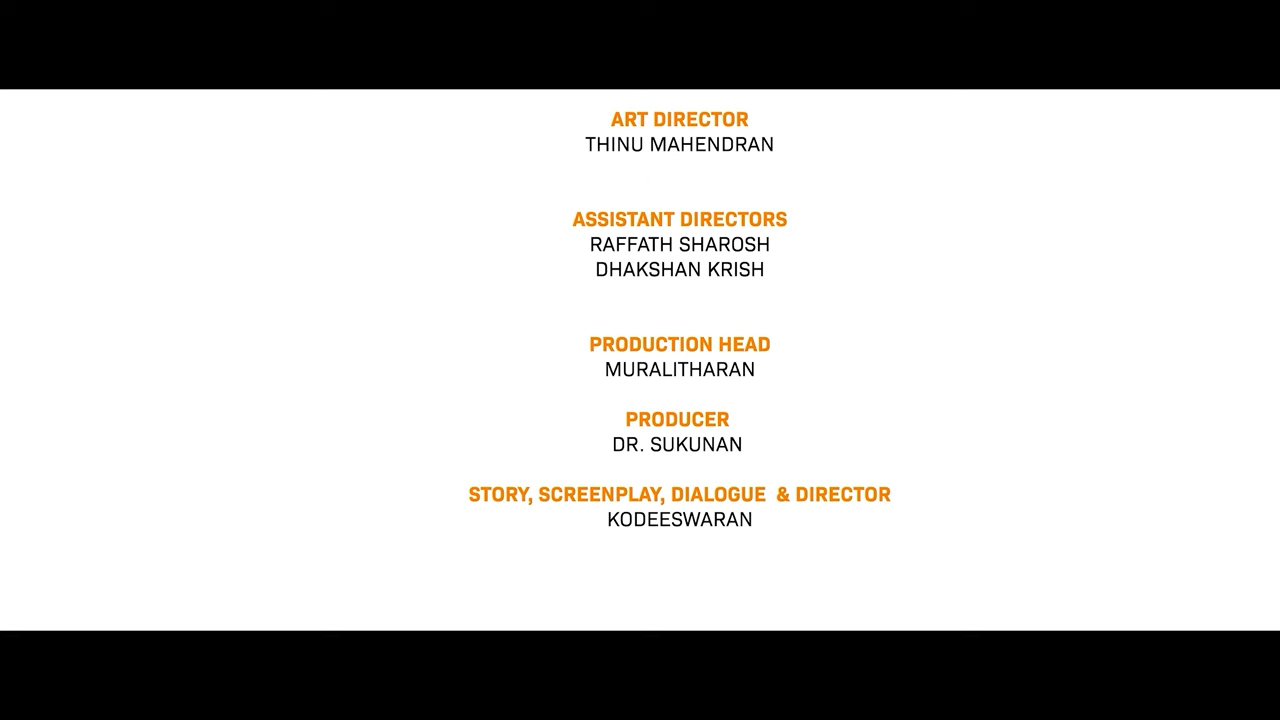 ART DIRECTOR
THINU MAHENDRAN
ASSISTANT DIRECTORS
RAFFATH SHAROSH
DHAKSHAN KRISH
PRODUCTION HEAD
MURALITHARAN
PRODUCER
DR. SUKUNAN
STORY, SCREENPLAY, DIALOGUE & DIRECTOR
KODEESWARAN